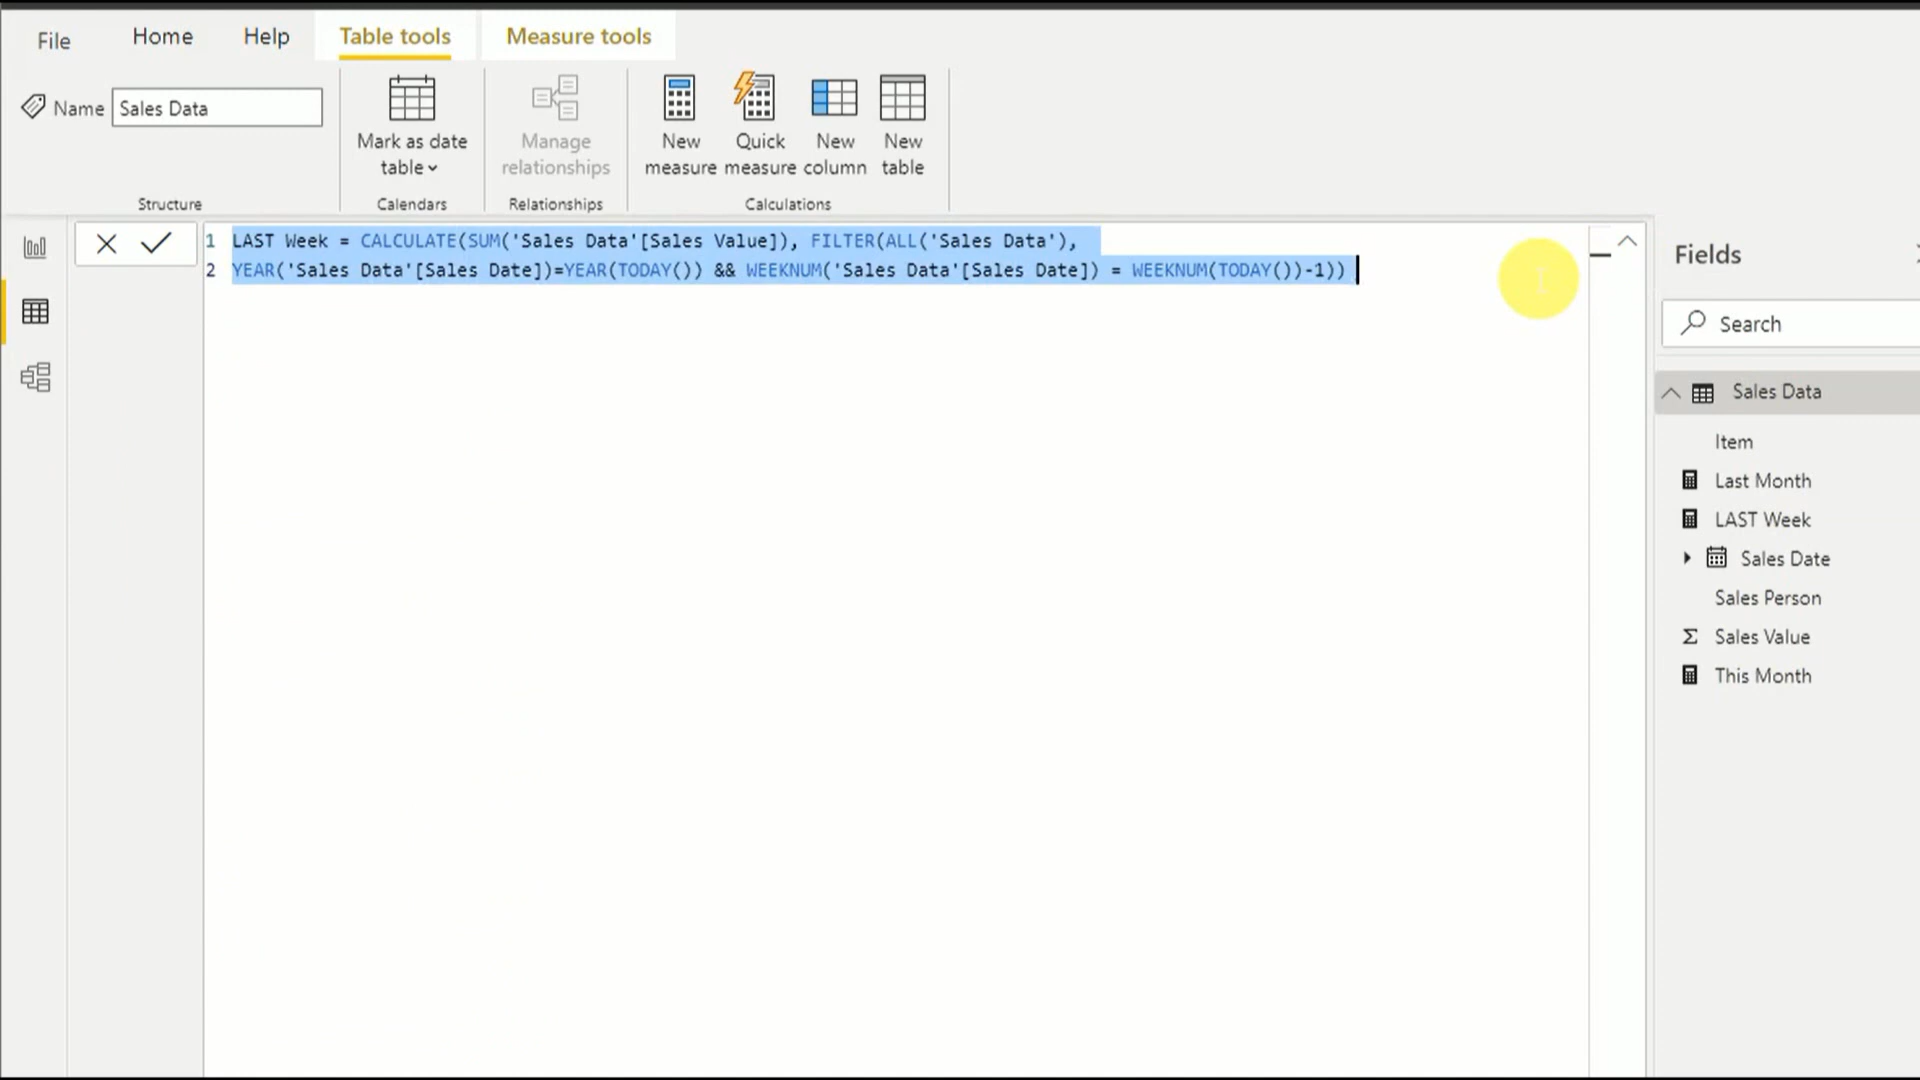 File Home Help Table tools Measure tools
Name Sales Data
Mark as date table
Manage relationships
New measure
Quick measure
New column
New table
Structure Calendars Relationships Calculations
1 LAST Week = CALCULATE(SUM('Sales Data'[Sales Value]), FILTER(ALL('Sales Data'),
2 YEAR('Sales Data'[Sales Date])=YEAR(TODAY()) && WEEKNUM('Sales Data'[Sales Date]) = WEEKNUM(TODAY())-1))
Fields
Search
Sales Data
Item
Last Month
LAST Week
Sales Date
Sales Person
Σ Sales Value
This Month